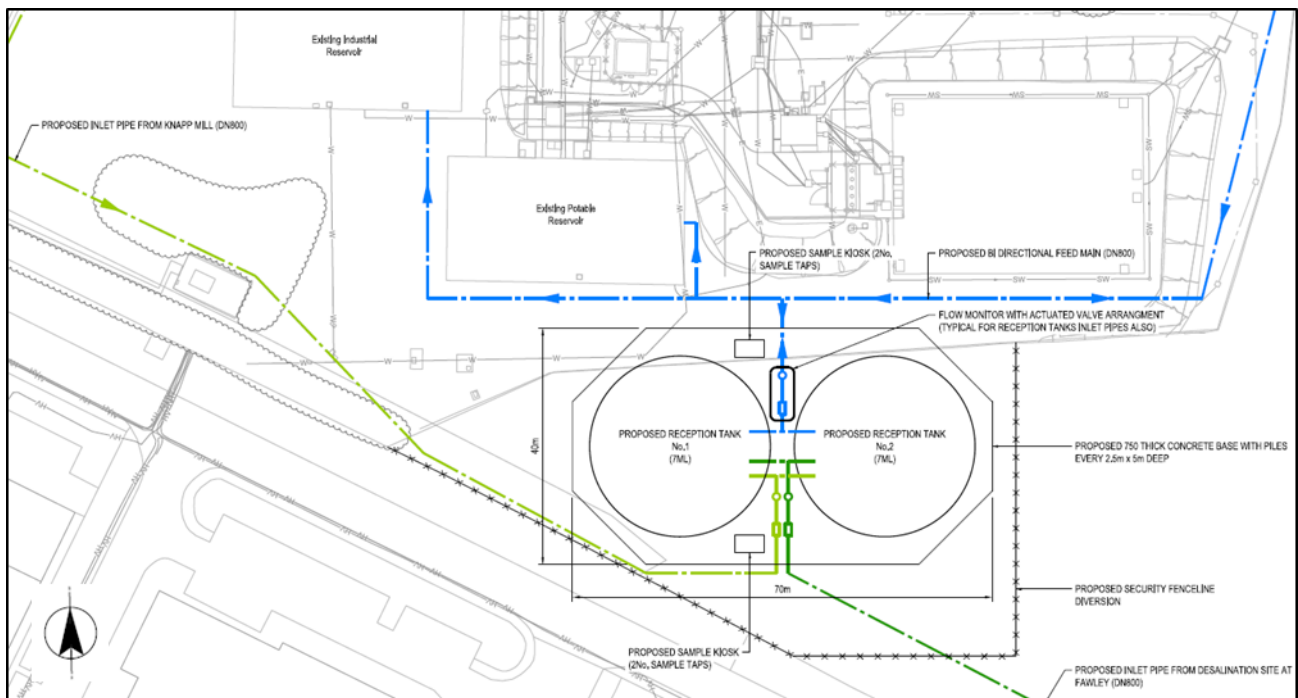 Existing Industrial
Reservoir
PROPOSED INLET PIPE FROM KNAPP MILL (DN800)
Existing Potable
Reservoir
PROPOSED SAMPLE KIOSK (2No,
SAMPLE TAPS)
PROPOSED BI DIRECTIONAL FEED MAIN (DN800)
FLOW MONITOR WITH ACTUATED VALVE ARRANGMENT
(TYPICAL FOR RECEPTION TANKS INLET PIPES ALSO)
PROPOSED RECEPTION TANK
No.1
(7ML)
PROPOSED RECEPTION TANK
No.2
(7ML)
40m
PROPOSED 750 THICK CONCRETE BASE WITH PILES
EVERY 2.5m x 5m DEEP
70m
PROPOSED SECURITY FENCELINE
DIVERSION
PROPOSED SAMPLE KIOSK
(2No, SAMPLE TAPS)
PROPOSED INLET PIPE FROM DESALINATION SITE AT
FAWLEY (DN800)